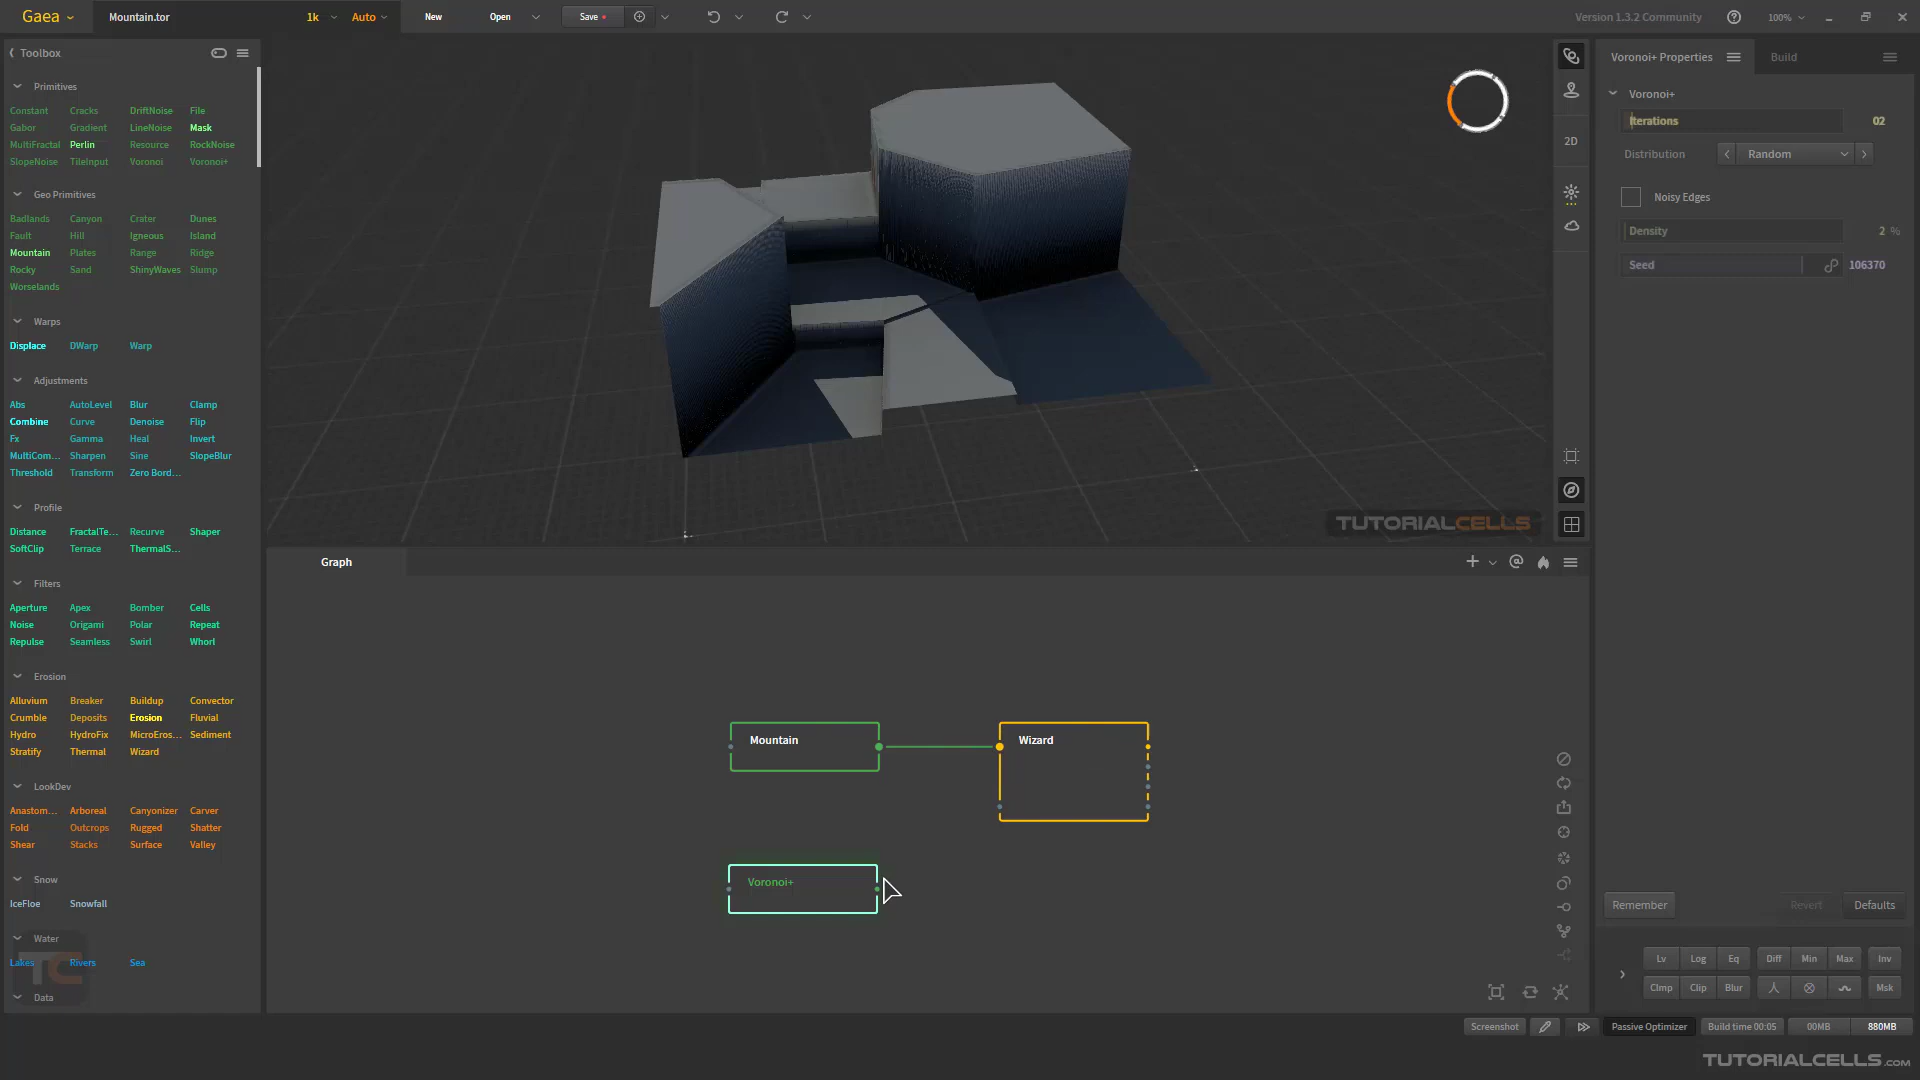 Gaea
Mountain.tor
1k
Auto
New
Open
Save
Version 1.3.2 Community
100%
Toolbox
Primitives
Constant Cracks DriftNoise File
Gabor Gradient LineNoise Mask
MultiFractal Perlin Resource RockNoise
SlopeNoise TileInput Voronoi Voronoi+
Geo Primitives
Badlands Canyon Crater Dunes
Fault Hill Igneous Island
Mountain Plates Range Ridge
Rocky Sand ShinyWaves Slump
Worselands
Warps
Displace DWarp Warp
Adjustments
Abs AutoLevel Blur Clamp
Combine Curve Denoise Flip
Fx Gamma Heal Invert
MultiCom... Sharpen Sine SlopeBlur
Threshold Transform Zero Bord...
Profile
Distance FractalTe... Recurve Shaper
SoftClip Terrace ThermalS...
Filters
Aperture Apex Bomber Cells
Noise Origami Polar Repeat
Repulse Seamless Swirl Whorl
Erosion
Alluvium Breaker Buildup Convector
Crumble Deposits Erosion Fluvial
Hydro HydroFix MicroEros... Sediment
Stratify Thermal Wizard
LookDev
Anastom... Arboreal Canyonizer Carver
Fold Outcrops Rugged Shatter
Shear Stacks Surface Valley
Snow
IceFloe Snowfall
Water
Lakes Rivers Sea
TC
Data
2D
TUTORIALCELLS
Graph
Mountain
Wizard
Voronoi+
Voronoi+ Properties
Build
Voronoi+
Iterations 02
Distribution Random
Noisy Edges
Density 2 %
Seed 106370
Remember Revert Defaults
Lv Log Eq Diff Min Max Inv
Clmp Clip Blur Msk
Screenshot Passive Optimizer Build time 00:05 00MB 880MB
TUTORIALCELLS.COM